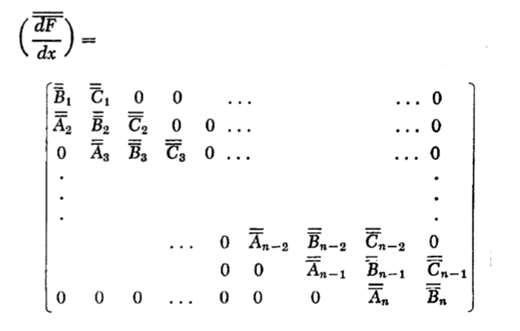 (dF̿/dx) =
B̿₁ C̿₁ 0 0 ... ... 0
A̿₂ B̿₂ C̿₂ 0 0 ... ... 0
0 A̿₃ B̿₃ C̿₃ 0 ... ... 0
. .
. .
. .
... 0 A̿ₙ₋₂ B̿ₙ₋₂ C̿ₙ₋₂ 0
0 0 A̿ₙ₋₁ B̿ₙ₋₁ C̿ₙ₋₁
0 0 0 ... 0 0 0 A̿ₙ B̿ₙ